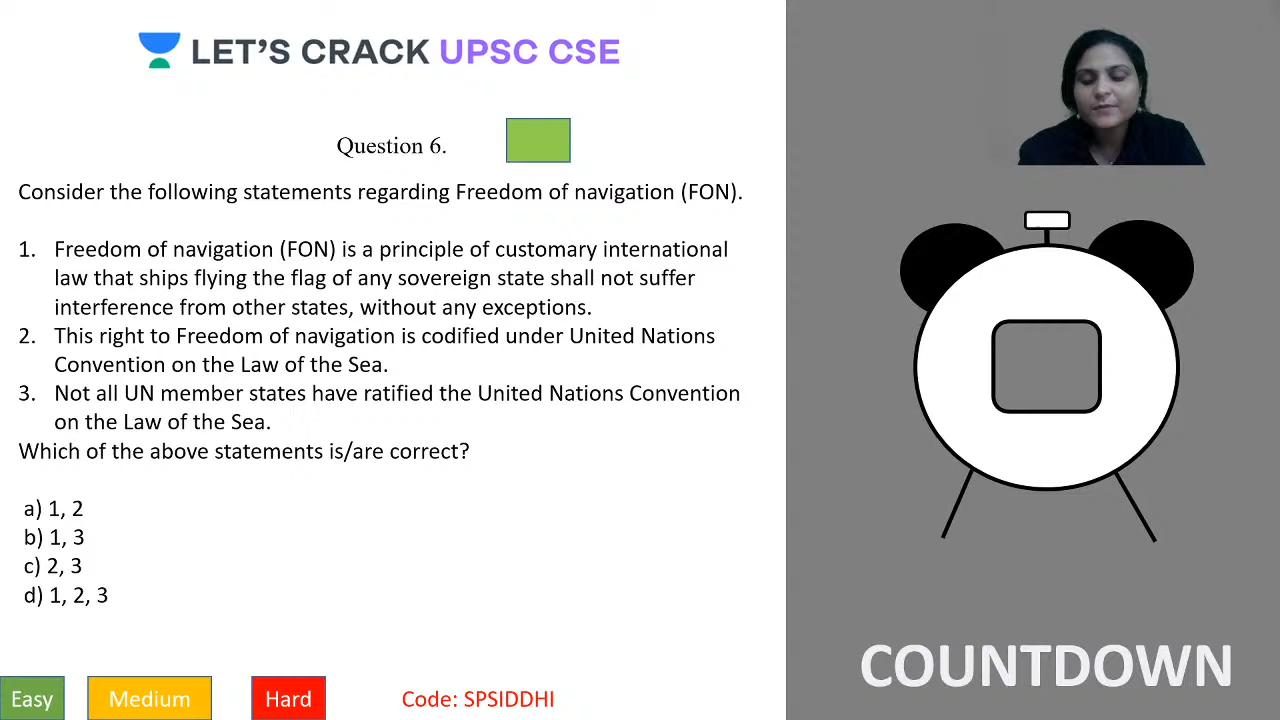 LET'S CRACK UPSC CSE
Question 6.
Consider the following statements regarding Freedom of navigation (FON).
1. Freedom of navigation (FON) is a principle of customary international
law that ships flying the flag of any sovereign state shall not suffer
interference from other states, without any exceptions.
2. This right to Freedom of navigation is codified under United Nations
Convention on the Law of the Sea.
3. Not all UN member states have ratified the United Nations Convention
on the Law of the Sea.
Which of the above statements is/are correct?
a) 1, 2
b) 1, 3
c) 2, 3
d) 1, 2, 3
Easy Medium Hard Code: SPSIDDHI
COUNTDOWN